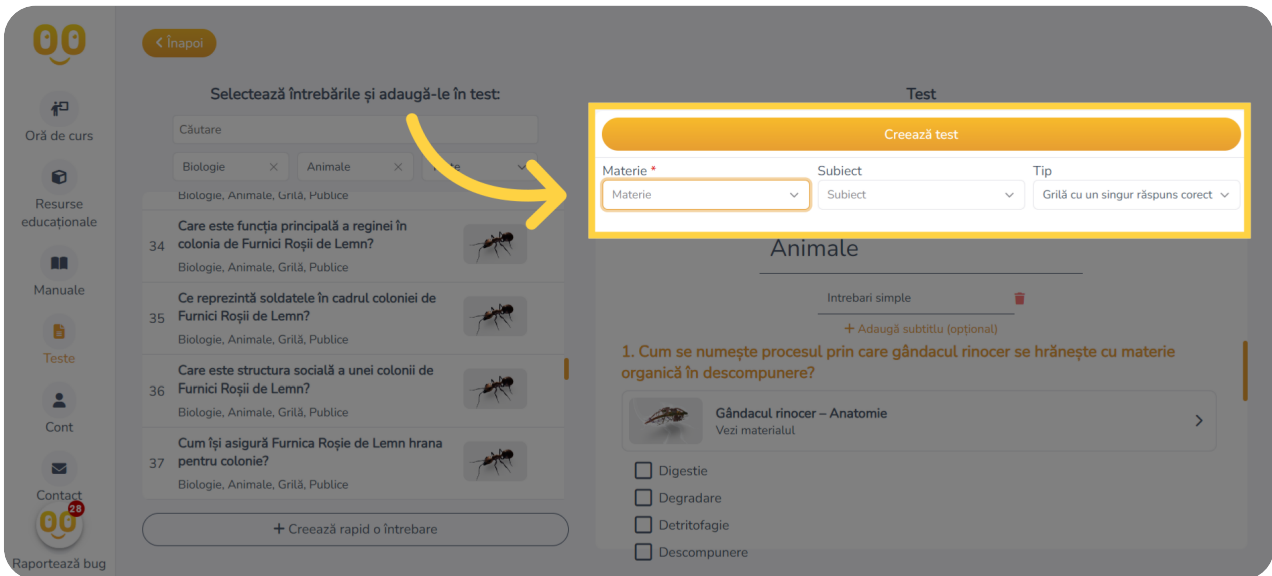 Înapoi
Oră de curs
Resurse
educaționale
Manuale
Teste
Cont
Contact
28
Raportează bug
Selectează întrebările și adaugă-le în test:
Căutare
Biologie
Animale
Biologie, Animale, Grilă, Publice
34
Care este funcția principală a reginei în
colonia de Furnici Roșii de Lemn?
Biologie, Animale, Grilă, Publice
35
Ce reprezintă soldatele în cadrul coloniei de
Furnici Roșii de Lemn?
Biologie, Animale, Grilă, Publice
36
Care este structura socială a unei colonii de
Furnici Roșii de Lemn?
Biologie, Animale, Grilă, Publice
37
Cum își asigură Furnica Roșie de Lemn hrana
pentru colonie?
Biologie, Animale, Grilă, Publice
+ Creează rapid o întrebare
Test
Creează test
Materie * Subiect Tip
Materie Subiect Grilă cu un singur răspuns corect
Animale
Intrebari simple
+ Adaugă subtitlu (opțional)
1. Cum se numește procesul prin care gândacul rinocer se hrănește cu materie
organică în descompunere?
Gândacul rinocer – Anatomie
Vezi materialul
Digestie
Degradare
Detritofagie
Descompunere